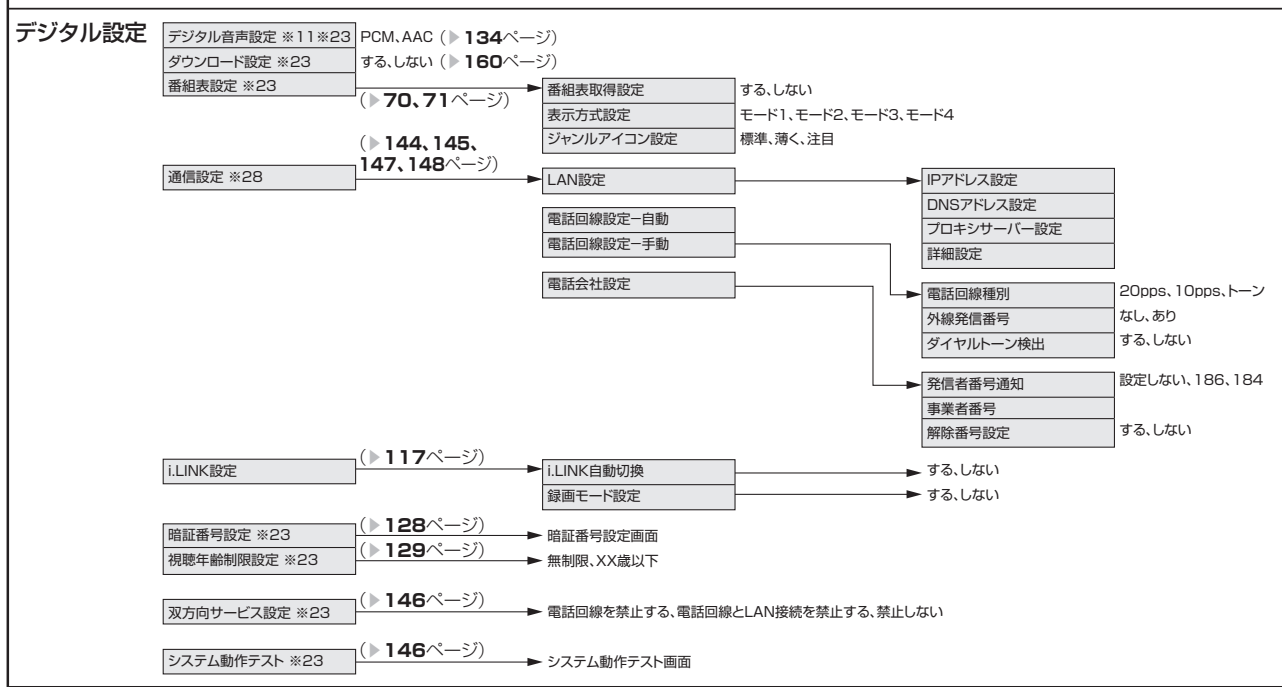 デジタル設定
デジタル音声設定 ※11※23 PCM、AAC (▶134ページ)
ダウンロード設定 ※23 する、しない (▶160ページ)
番組表設定 ※23
(▶70、71ページ)
番組表取得設定 する、しない
表示方式設定 モード1、モード2、モード3、モード4
ジャンルアイコン設定 標準、薄く、注目
(▶144、145、
147、148ページ)
通信設定 ※28
LAN設定
IPアドレス設定
DNSアドレス設定
プロキシサーバー設定
詳細設定
電話回線設定−自動
電話回線設定−手動
電話回線種別 20pps、10pps、トーン
外線発信番号 なし、あり
ダイヤルトーン検出 する、しない
電話会社設定
発信者番号通知 設定しない、186、184
事業者番号
解除番号設定 する、しない
i.LINK設定 (▶117ページ)
i.LINK自動切換 する、しない
録画モード設定 する、しない
暗証番号設定 ※23 (▶128ページ) 暗証番号設定画面
視聴年齢制限設定 ※23 (▶129ページ) 無制限、XX歳以下
双方向サービス設定 ※23 (▶146ページ) 電話回線を禁止する、電話回線とLAN接続を禁止する、禁止しない
システム動作テスト ※23 (▶146ページ) システム動作テスト画面